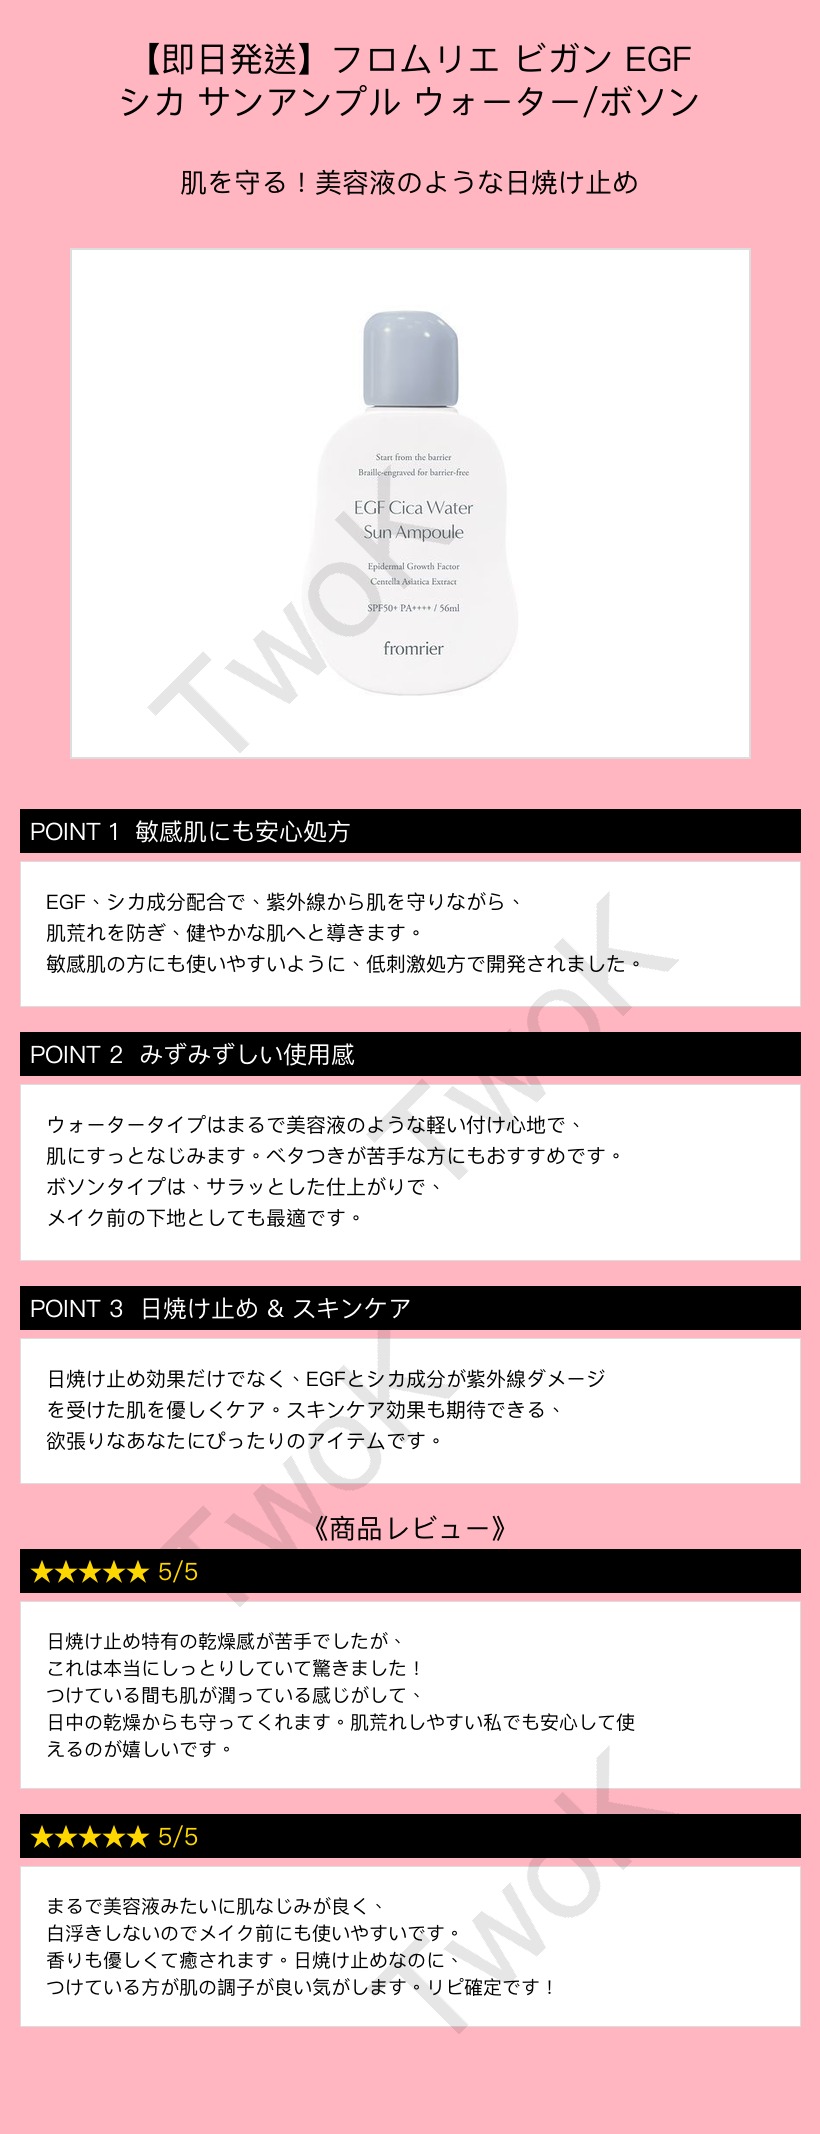 【即日発送】フロムリエ ビガン EGF
シカ サンアンプル ウォーター/ボソン
肌を守る！美容液のような日焼け止め
Start from the barrier
Braille-engraved for barrier-free
EGF Cica Water
Sun Ampoule
Epidermal Growth Factor
Centella Asiatica Extract
SPF50+ PA++++ / 56ml
fromrier
TwoK
POINT 1 敏感肌にも安心処方
EGF、シカ成分配合で、紫外線から肌を守りながら、
肌荒れを防ぎ、健やかな肌へと導きます。
敏感肌の方にも使いやすいように、低刺激処方で開発されました。
TwoK
POINT 2 みずみずしい使用感
ウォータータイプはまるで美容液のような軽い付け心地で、
肌にすっとなじみます。ベタつきが苦手な方にもおすすめです。
ボソンタイプは、サラッとした仕上がりで、
メイク前の下地としても最適です。
POINT 3 日焼け止め & スキンケア
日焼け止め効果だけでなく、EGFとシカ成分が紫外線ダメージ
を受けた肌を優しくケア。スキンケア効果も期待できる、
欲張りなあなたにぴったりのアイテムです。
TwoK
《商品レビュー》
★★★★★ 5/5
日焼け止め特有の乾燥感が苦手でしたが、
これは本当にしっとりしていて驚きました！
つけている間も肌が潤っている感じがして、
日中の乾燥からも守ってくれます。肌荒れしやすい私でも安心して使
えるのが嬉しいです。
★★★★★ 5/5
まるで美容液みたいに肌なじみが良く、
白浮きしないのでメイク前にも使いやすいです。
香りも優しくて癒されます。日焼け止めなのに、
つけている方が肌の調子が良い気がします。リピ確定です！
TwoK